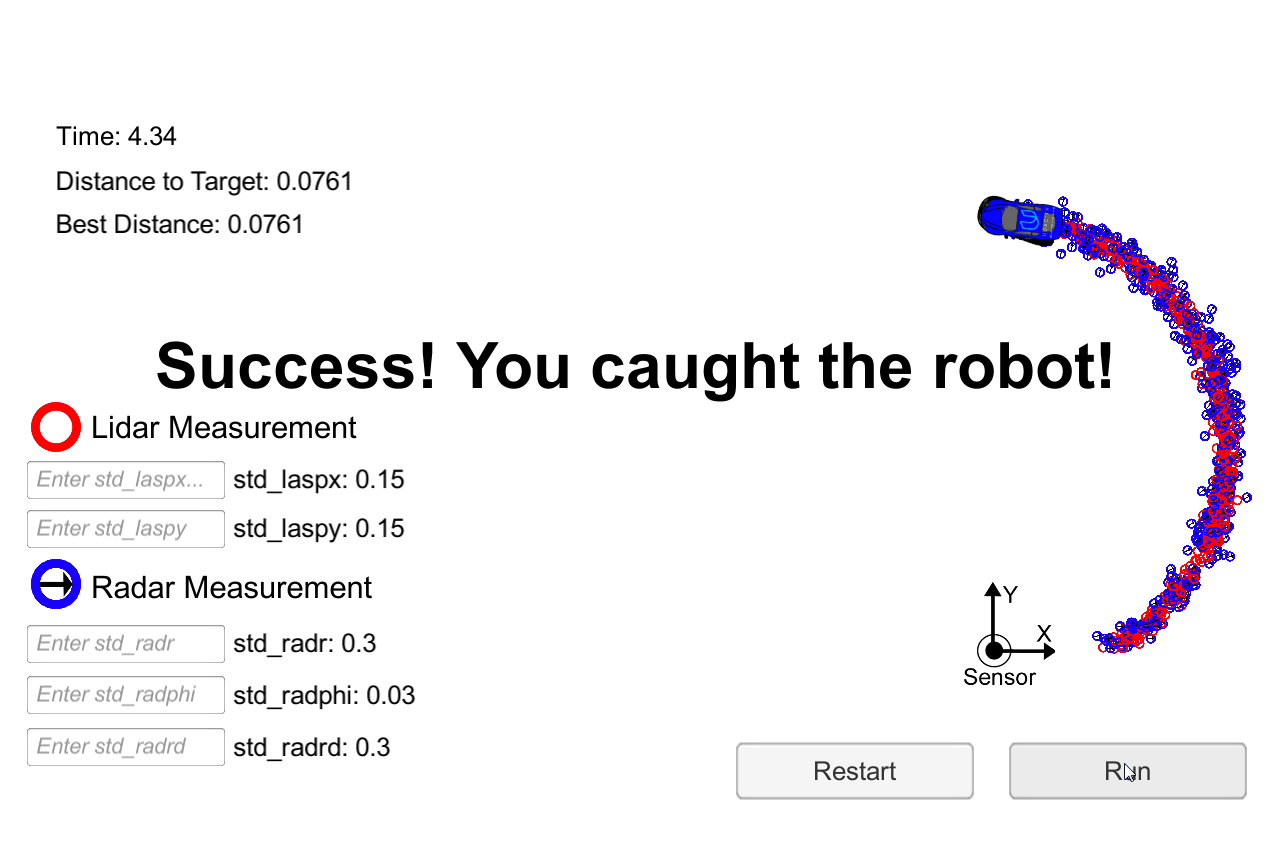 Time: 4.34
Distance to Target: 0.0761
Best Distance: 0.0761
Success! You caught the robot!
Lidar Measurement
Enter std_laspx... std_laspx: 0.15
Enter std_laspy std_laspy: 0.15
Radar Measurement
Enter std_radr std_radr: 0.3
Enter std_radphi std_radphi: 0.03
Enter std_radrd std_radrd: 0.3
Y
X
Sensor
Restart Run